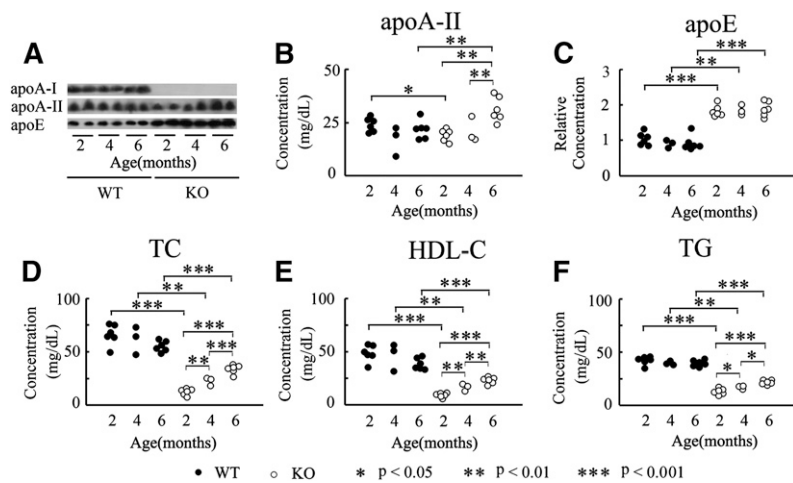 A
apoA-I
apoA-II
apoE
2 4 6 2 4 6
Age(months)
WT KO
B
apoA-II
Concentration
(mg/dL)
50
25
0
*
**
**
**
2 4 6 2 4 6
Age(months)
C
apoE
Relative
Concentration
3
2
1
0
***
**
***
2 4 6 2 4 6
Age(months)
D
TC
Concentration
(mg/dL)
100
50
0
***
**
***
***
***
**
2 4 6 2 4 6
Age(months)
E
HDL-C
Concentration
(mg/dL)
100
50
0
***
**
***
***
**
**
2 4 6 2 4 6
Age(months)
F
TG
Concentration
(mg/dL)
100
50
0
***
**
***
***
*
*
2 4 6 2 4 6
Age(months)
WT KO * p < 0.05 ** p < 0.01 *** p < 0.001